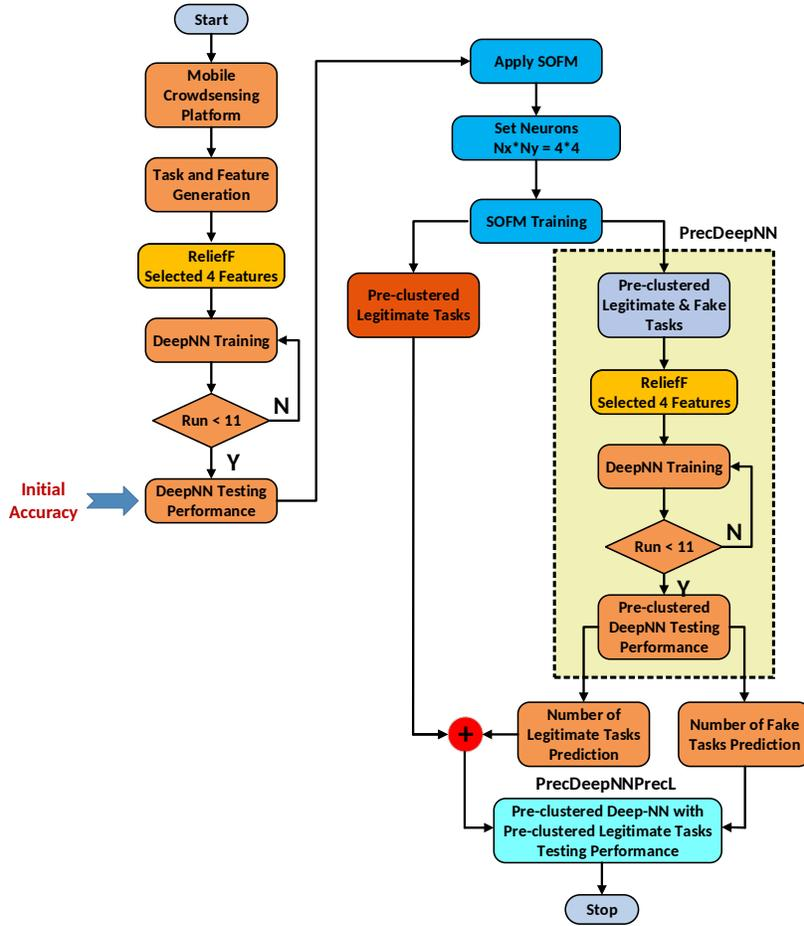 Start
Mobile
Crowdsensing
Platform
Task and Feature
Generation
ReliefF
Selected 4 Features
DeepNN Training
Run < 11
N
Y
Initial
Accuracy
DeepNN Testing
Performance
Apply SOFM
Set Neurons
Nx*Ny = 4*4
SOFM Training
PrecDeepNN
Pre-clustered
Legitimate Tasks
Pre-clustered
Legitimate & Fake
Tasks
ReliefF
Selected 4 Features
DeepNN Training
Run < 11
N
Y
Pre-clustered
DeepNN Testing
Performance
+
Number of
Legitimate Tasks
Prediction
Number of Fake
Tasks Prediction
PrecDeepNNPrecL
Pre-clustered Deep-NN with
Pre-clustered Legitimate Tasks
Testing Performance
Stop